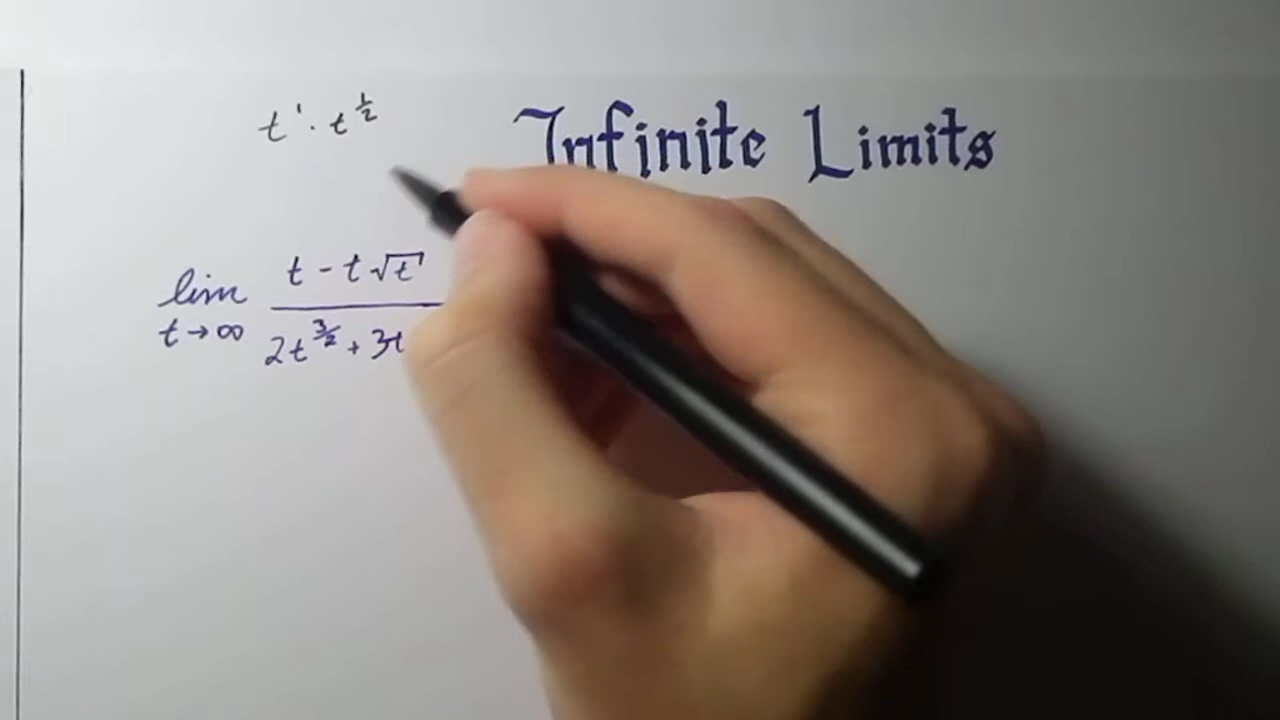 t¹ · t^½
Infinite Limits
lim t→∞ (t - t√t) / (2t^(3/2) + 3t